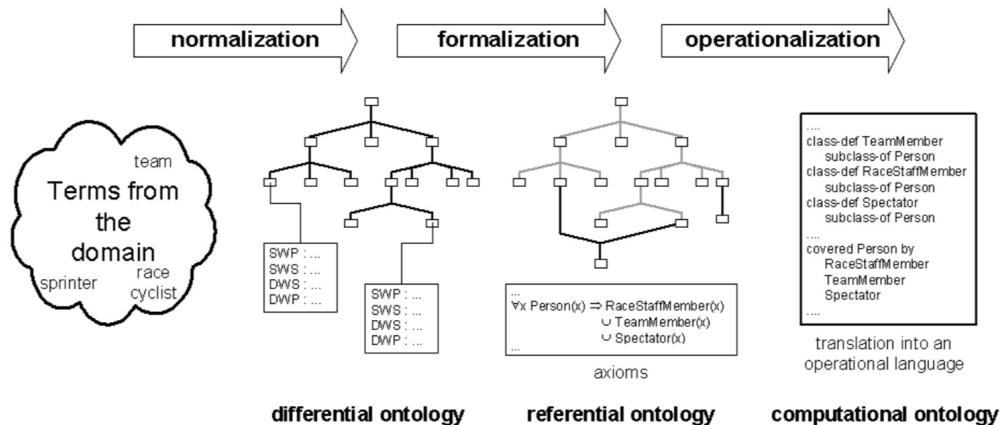 normalization
formalization
operationalization
team
Terms from
the
domain
sprinter
race
cyclist
SWP : ...
SWS : ...
DWS : ...
DWP : ...
SWP : ...
SWS : ...
DWS : ...
DWP : ...
...
∀x Person(x) ⇒ RaceStaffMember(x)
∪ TeamMember(x)
∪ Spectator(x)
...
axioms
....
class-def TeamMember
subclass-of Person
class-def RaceStaffMember
subclass-of Person
class-def Spectator
subclass-of Person
....
covered Person by
RaceStaffMember
TeamMember
Spectator
....
translation into an
operational language
differential ontology
referential ontology
computational ontology